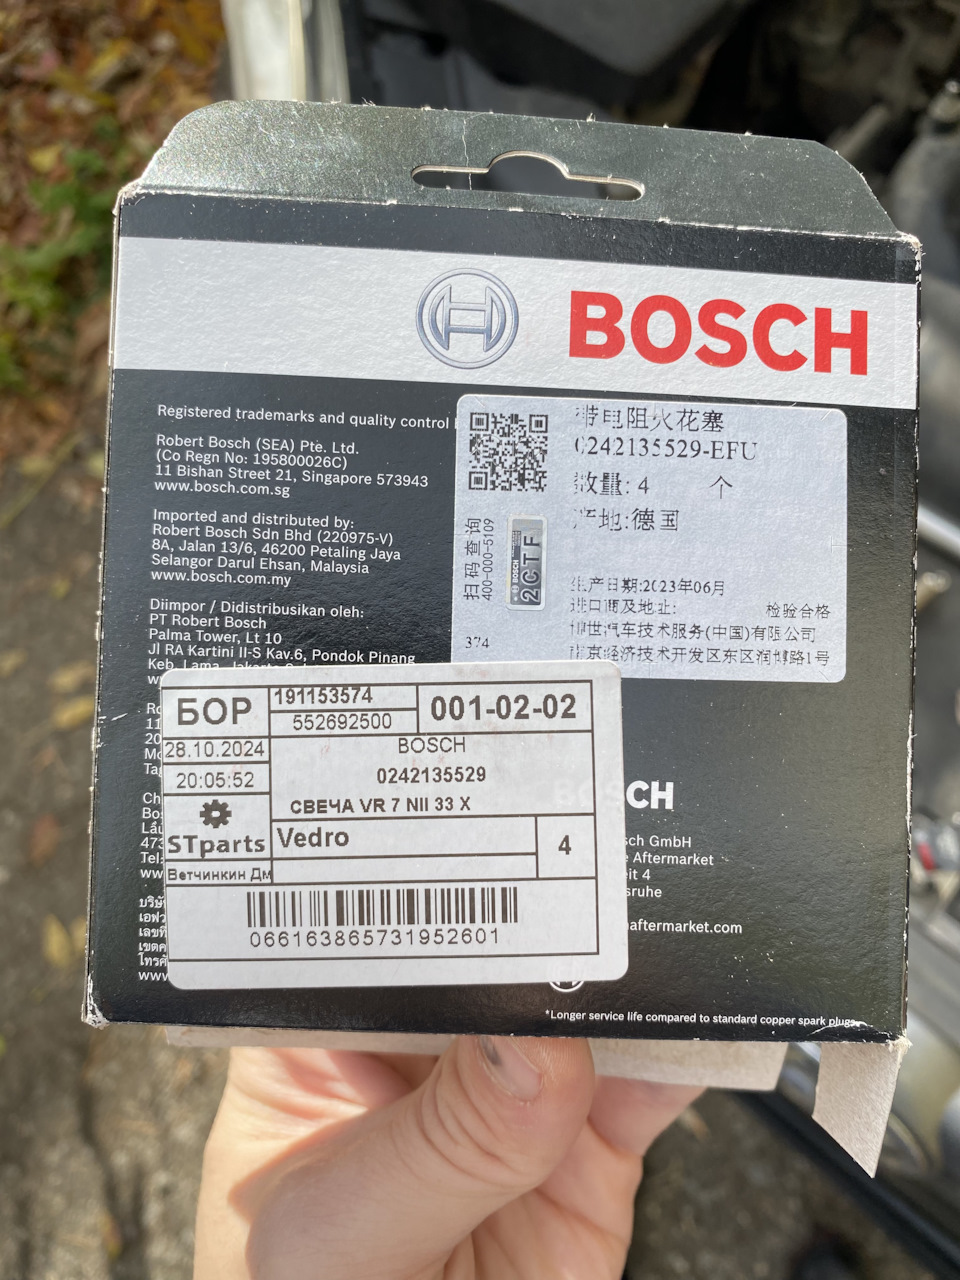 BOSCH
Registered trademarks and quality control
Robert Bosch (SEA) Pte. Ltd.
(Co Regn No: 195800026C)
11 Bishan Street 21, Singapore 573943
www.bosch.com.sg
Imported and distributed by:
Robert Bosch Sdn Bhd (220975-V)
8A, Jalan 13/6, 46200 Petaling Jaya
Selangor Darul Ehsan, Malaysia
www.bosch.com.my
Diimpor / Didistribusikan oleh:
PT Robert Bosch
Palma Tower, Lt 10
Jl RA Kartini II-S Kav.6, Pondok Pinang
Keb. Lama,
带电阻火花塞
0242135529-EFU
数量: 4 个
产地:德国
扫码查询
400-000-5109
BOSCH
2CTF
生产日期:2023年06月
进口商及地址: 检验合格
博世汽车技术服务(中国)有限公司
南京经济技术开发区东区润博路1号
374
БОР
191153574
552692500
001-02-02
28.10.2024
20:05:52
BOSCH
0242135529
СВЕЧА VR 7 NII 33 X
STparts
Vedro
4
Ветчинкин Дм
0661638657319526​01
GmbH
Aftermarket
4
www
*Longer service life compared to standard copper spark plugs